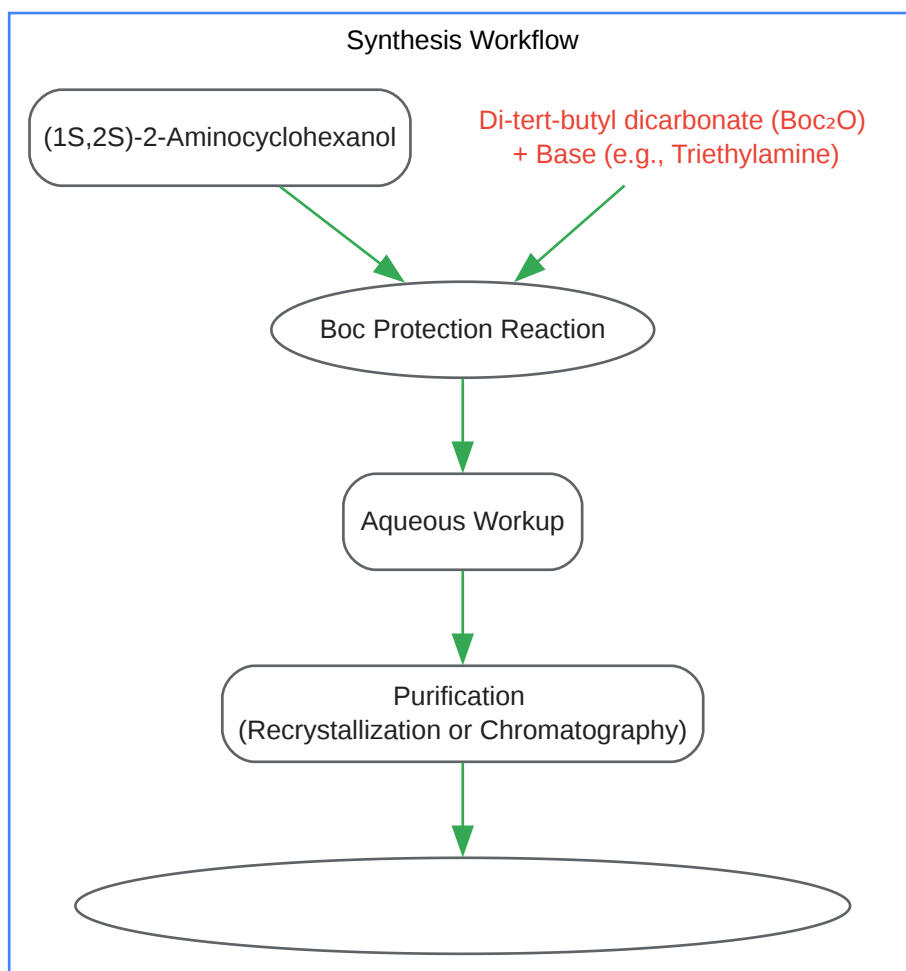 Synthesis Workflow
(1S,2S)-2-Aminocyclohexanol
Di-tert-butyl dicarbonate (Boc₂O)
+ Base (e.g., Triethylamine)
Boc Protection Reaction
Aqueous Workup
Purification
(Recrystallization or Chromatography)